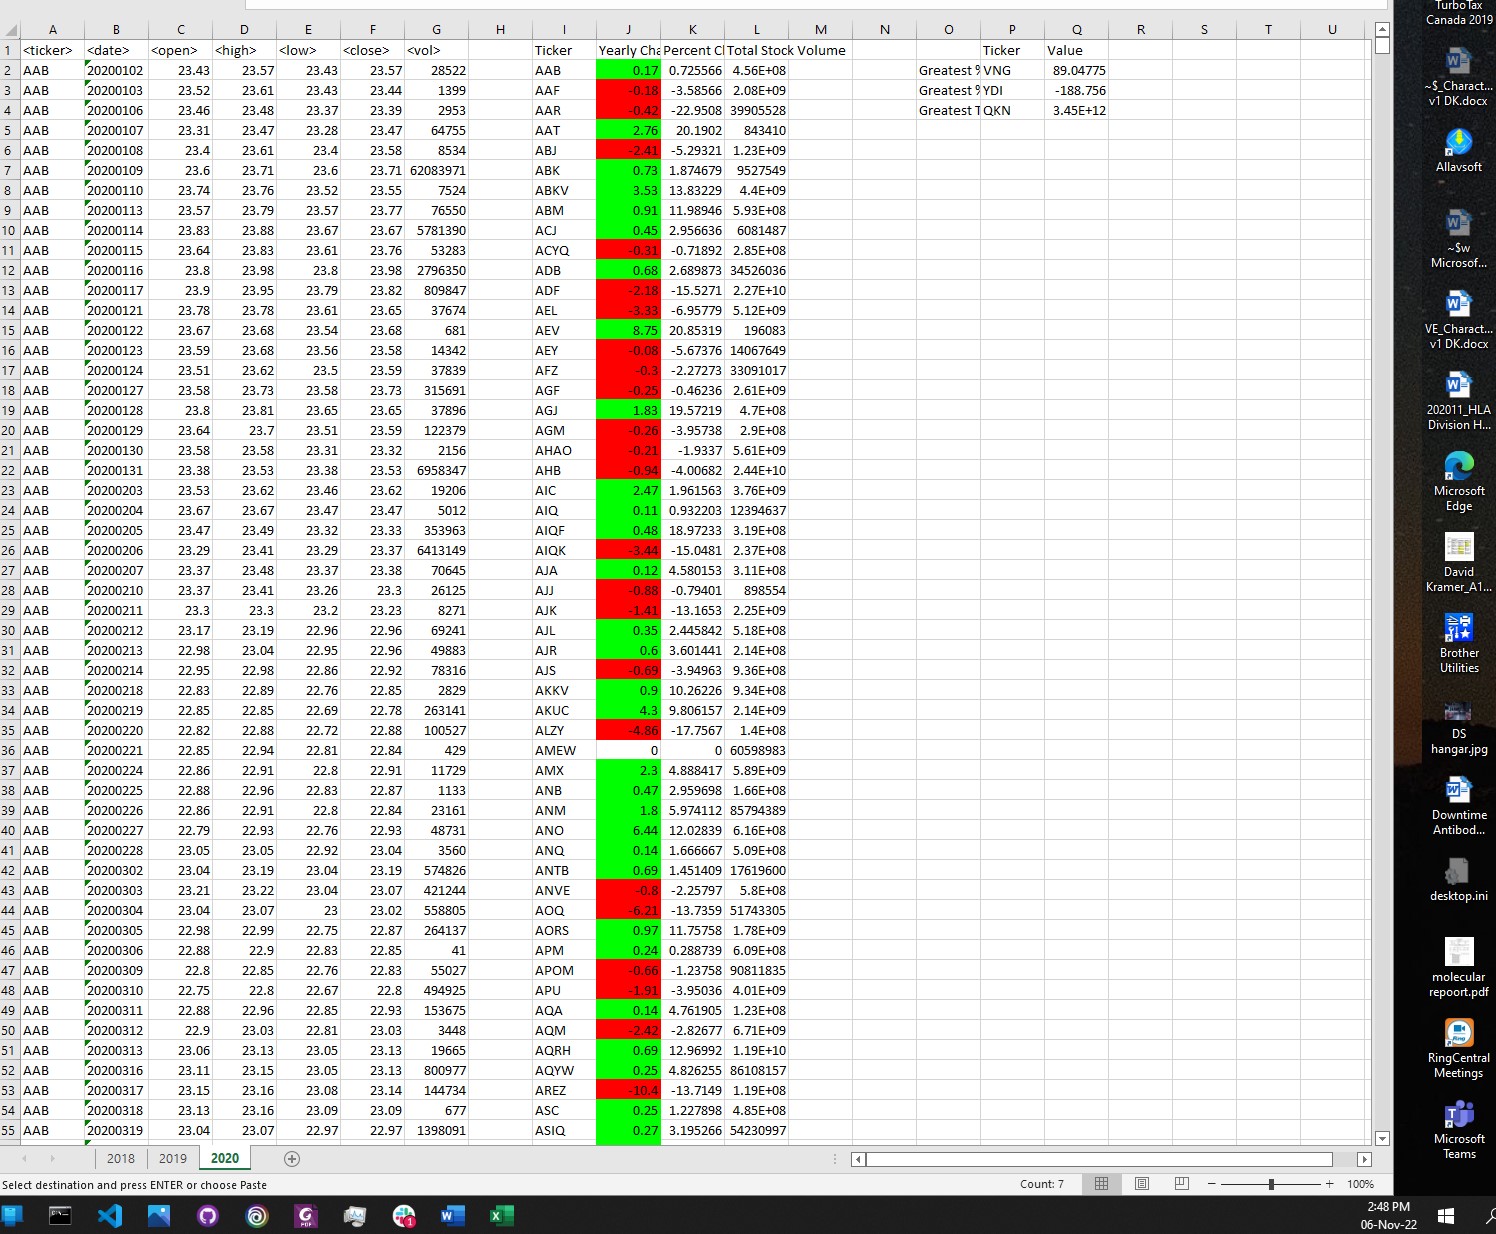 A B C D E F G H I J K L M N O P Q R S T U
1 <ticker> <date> <open> <high> <low> <close> <vol> Ticker Yearly Cha Percent Cl Total Stock Volume Ticker Value
2 AAB 20200102 23.43 23.57 23.43 23.57 28522 AAB 0.17 0.725566 4.56E+08 Greatest % VNG 89.04775
3 AAB 20200103 23.52 23.61 23.43 23.44 1399 AAF -0.18 -3.58566 2.08E+09 Greatest % YDI -188.756
4 AAB 20200106 23.46 23.48 23.37 23.39 2953 AAR -0.42 -22.9508 39905528 Greatest T QKN 3.45E+12
5 AAB 20200107 23.31 23.47 23.28 23.47 64755 AAT 2.76 20.1902 843410
6 AAB 20200108 23.4 23.61 23.4 23.58 8534 ABJ -2.41 -5.29321 1.23E+09
7 AAB 20200109 23.6 23.71 23.6 23.71 62083971 ABK 0.73 1.874679 9527549
8 AAB 20200110 23.74 23.76 23.52 23.55 7524 ABKV 3.53 13.83229 4.4E+09
9 AAB 20200113 23.57 23.79 23.57 23.77 76550 ABM 0.91 11.98946 5.93E+08
10 AAB 20200114 23.83 23.88 23.67 23.67 5781390 ACJ 0.45 2.956636 6081487
11 AAB 20200115 23.64 23.83 23.61 23.76 53283 ACYQ -0.31 -0.71892 2.85E+08
12 AAB 20200116 23.8 23.98 23.8 23.98 2796350 ADB 0.68 2.689873 34526036
13 AAB 20200117 23.9 23.95 23.79 23.82 809847 ADF -2.18 -15.5271 2.27E+10
14 AAB 20200121 23.78 23.78 23.61 23.65 37674 AEL -3.33 -6.95779 5.12E+09
15 AAB 20200122 23.67 23.68 23.54 23.68 681 AEV 8.75 20.85319 196083
16 AAB 20200123 23.59 23.68 23.56 23.58 14342 AEY -0.08 -5.67376 14067649
17 AAB 20200124 23.51 23.62 23.5 23.59 37839 AFZ -0.3 -2.27273 33091017
18 AAB 20200127 23.58 23.73 23.58 23.73 315691 AGF -0.25 -0.46236 2.61E+09
19 AAB 20200128 23.8 23.81 23.65 23.65 37896 AGJ 1.83 19.57219 4.7E+08
20 AAB 20200129 23.64 23.7 23.51 23.59 122379 AGM -0.26 -3.95738 2.9E+08
21 AAB 20200130 23.58 23.58 23.31 23.32 2156 AHAO -0.21 -1.9337 5.61E+09
22 AAB 20200131 23.38 23.53 23.38 23.53 6958347 AHB -0.94 -4.00682 2.44E+10
23 AAB 20200203 23.53 23.62 23.46 23.62 19206 AIC 2.47 1.961563 3.76E+09
24 AAB 20200204 23.67 23.67 23.47 23.47 5012 AIQ 0.11 0.932203 12394637
25 AAB 20200205 23.47 23.49 23.32 23.33 353963 AIQF 0.48 18.97233 3.19E+08
26 AAB 20200206 23.29 23.41 23.29 23.37 6413149 AIQK -3.44 -15.0481 2.37E+08
27 AAB 20200207 23.37 23.48 23.37 23.38 70645 AJA 0.12 4.580153 3.11E+08
28 AAB 20200210 23.37 23.41 23.26 23.3 26125 AJJ -0.88 -0.79401 898554
29 AAB 20200211 23.3 23.3 23.2 23.23 8271 AJK -1.41 -13.1653 2.25E+09
30 AAB 20200212 23.17 23.19 22.96 22.96 69241 AJL 0.35 2.445842 5.18E+08
31 AAB 20200213 22.98 23.04 22.95 22.96 49883 AJR 0.6 3.601441 2.14E+08
32 AAB 20200214 22.95 22.98 22.86 22.92 78316 AJS -0.69 -3.94963 9.36E+08
33 AAB 20200218 22.83 22.89 22.76 22.85 2829 AKKV 0.9 10.26226 9.34E+08
34 AAB 20200219 22.85 22.85 22.69 22.78 263141 AKUC 4.3 9.806157 2.14E+09
35 AAB 20200220 22.82 22.88 22.72 22.88 100527 ALZY -4.86 -17.7567 1.4E+08
36 AAB 20200221 22.85 22.94 22.81 22.84 429 AMEW 0 0 60598983
37 AAB 20200224 22.86 22.91 22.8 22.91 11729 AMX 2.3 4.888417 5.89E+09
38 AAB 20200225 22.88 22.96 22.83 22.87 1133 ANB 0.47 2.959698 1.66E+08
39 AAB 20200226 22.86 22.91 22.8 22.84 23161 ANM 1.8 5.974112 85794389
40 AAB 20200227 22.79 22.93 22.76 22.93 48731 ANO 6.44 12.02839 6.16E+08
41 AAB 20200228 23.05 23.05 22.92 23.04 3560 ANQ 0.14 1.666667 5.09E+08
42 AAB 20200302 23.04 23.19 23.04 23.19 574826 ANTB 0.69 1.451409 17619600
43 AAB 20200303 23.21 23.22 23.04 23.07 421244 ANVE -0.8 -2.25797 5.8E+08
44 AAB 20200304 23.04 23.07 23 23.02 558805 AOQ -6.21 -13.7359 51743305
45 AAB 20200305 22.98 22.99 22.75 22.87 264137 AORS 0.97 11.75758 1.78E+09
46 AAB 20200306 22.88 22.9 22.83 22.85 41 APM 0.24 0.288739 6.09E+08
47 AAB 20200309 22.8 22.85 22.76 22.83 55027 APOM -0.66 -1.23758 90811835
48 AAB 20200310 22.75 22.8 22.67 22.8 494925 APU -1.91 -3.95036 4.01E+09
49 AAB 20200311 22.88 22.96 22.85 22.93 153675 AQA 0.14 4.761905 1.23E+08
50 AAB 20200312 22.9 23.03 22.81 23.03 3448 AQM -2.42 -2.82677 6.71E+09
51 AAB 20200313 23.06 23.13 23.05 23.13 19665 AQRH 0.69 12.96992 1.19E+10
52 AAB 20200316 23.11 23.15 23.05 23.13 800977 AQYW 0.25 4.826255 86108157
53 AAB 20200317 23.15 23.16 23.08 23.14 144734 AREZ -10.4 -13.7149 1.19E+08
54 AAB 20200318 23.13 23.16 23.09 23.09 677 ASC 0.25 1.227898 4.85E+08
55 AAB 20200319 23.04 23.07 22.97 22.97 1398091 ASIQ 0.27 3.195266 54230997
2018 2019 2020
Select destination and press ENTER or choose Paste
Count: 7
100%
TurboTax
Canada 2019
~$_Charact...
v1 DK.docx
Allavsoft
~$w
Microsof...
VE_Charact...
v1 DK.docx
202011_HLA
Division H...
Microsoft
Edge
David
Kramer_A1...
Brother
Utilities
DS
hangar.jpg
Downtime
Antibod...
desktop.ini
molecular
repoort.pdf
RingCentral
Meetings
Microsoft
Teams
2:48 PM
06-Nov-22